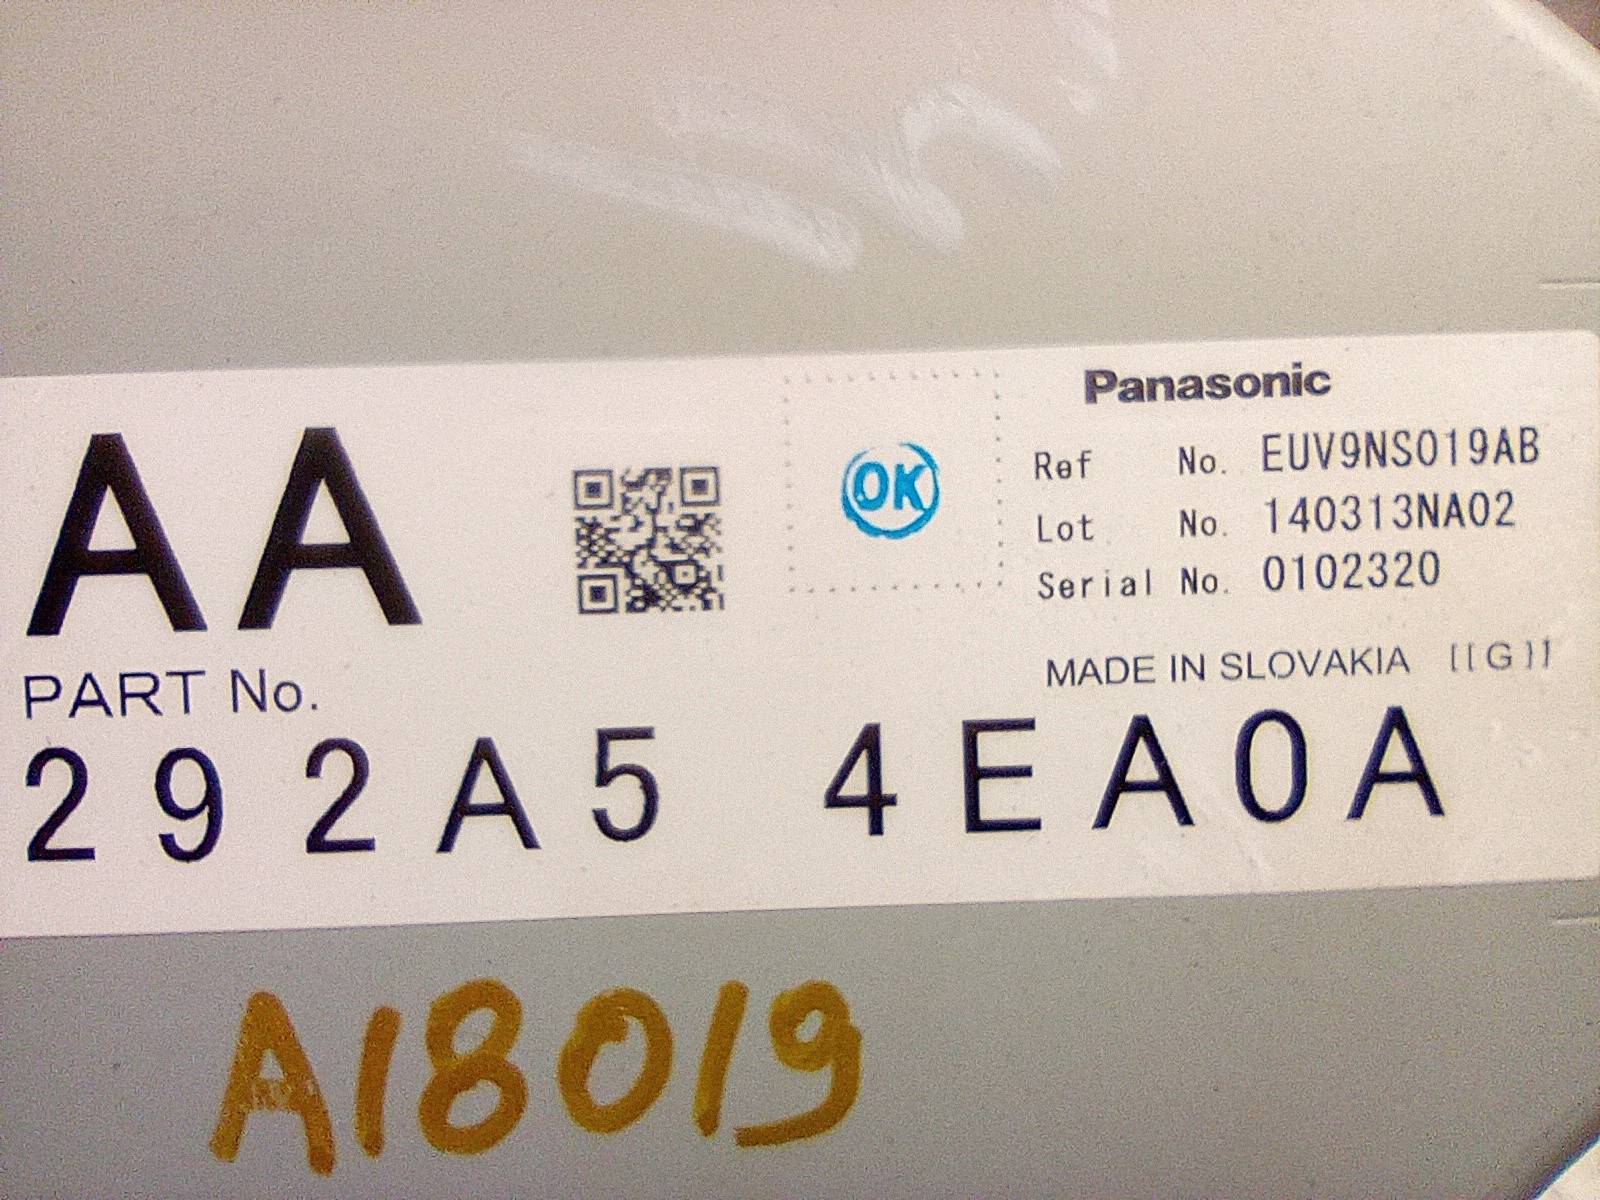 AA
PART No.
292A5 4EA0A
OK
Panasonic
Ref No. EUV9NS019AB
Lot No. 140313NA02
Serial No. 0102320
MADE IN SLOVAKIA [[G]]
A18019